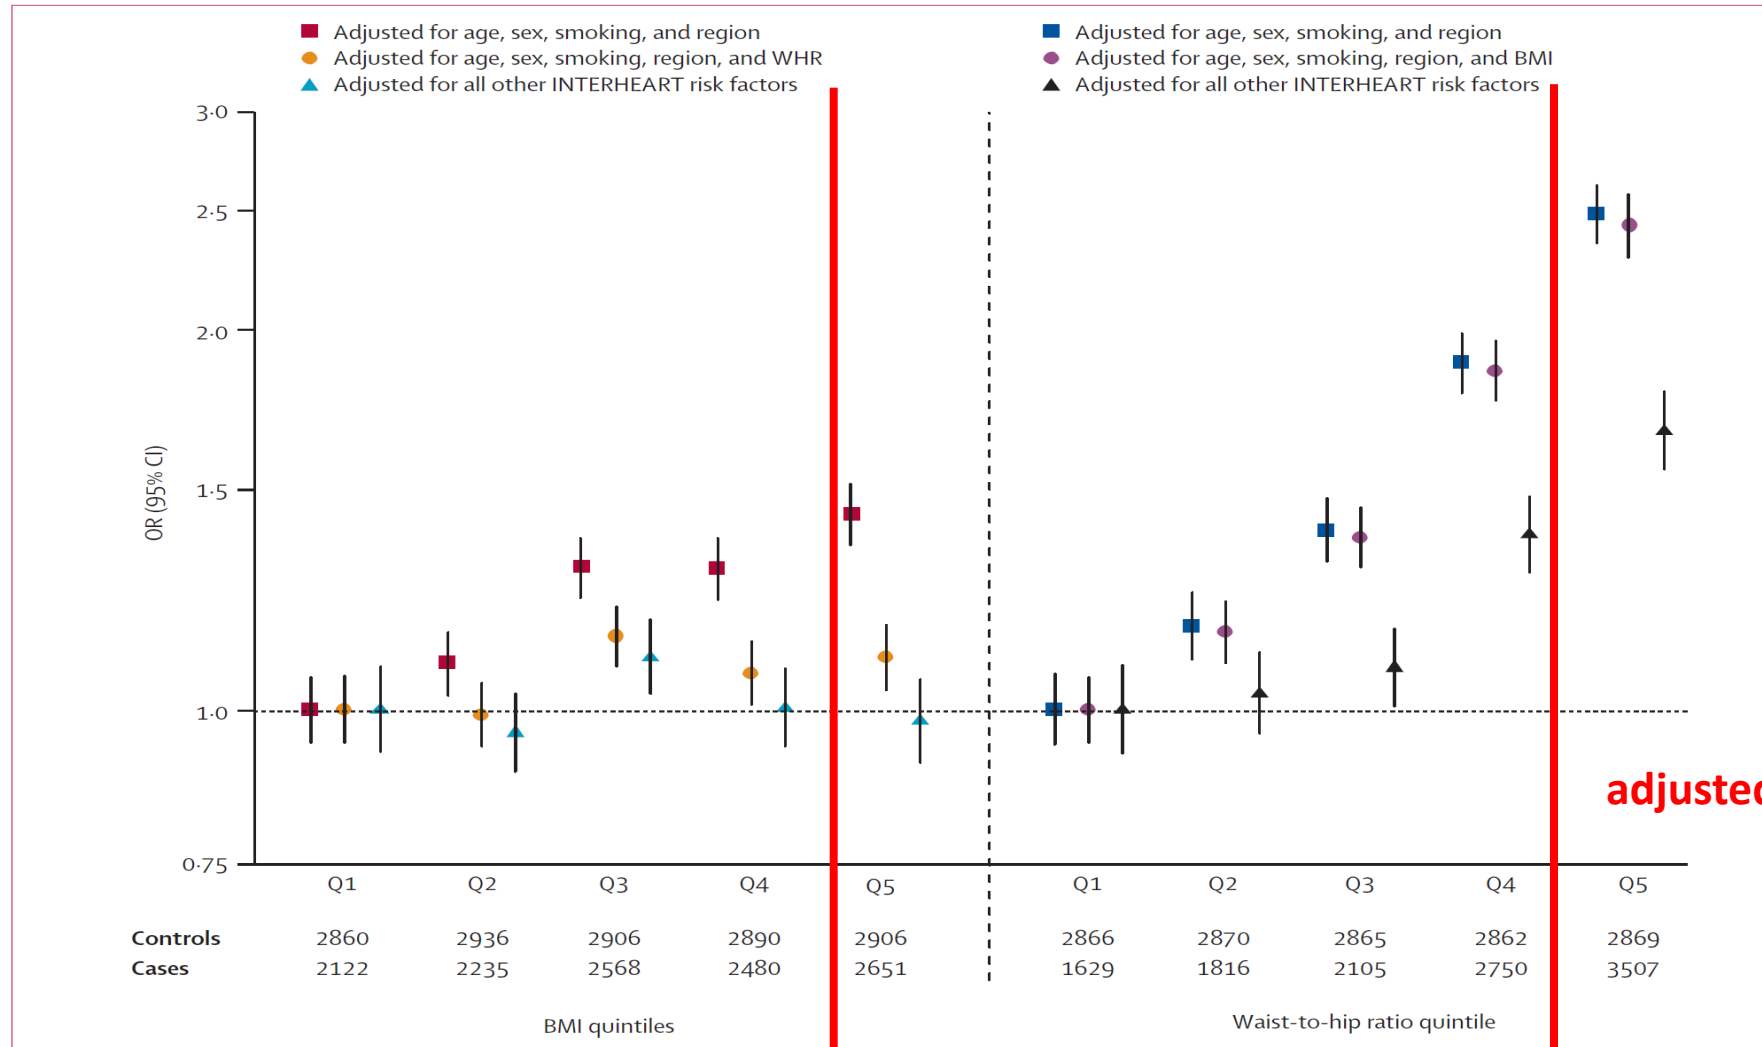 Adjusted for age, sex, smoking, and region
Adjusted for age, sex, smoking, region, and WHR
Adjusted for all other INTERHEART risk factors
Adjusted for age, sex, smoking, and region
Adjusted for age, sex, smoking, region, and BMI
Adjusted for all other INTERHEART risk factors
3·0
2·5
2·0
1·5
1·0
0·75
OR (95% CI)
adjusted
Q1 Q2 Q3 Q4 Q5 Q1 Q2 Q3 Q4 Q5
Controls 2860 2936 2906 2890 2906 2866 2870 2865 2862 2869
Cases 2122 2235 2568 2480 2651 1629 1816 2105 2750 3507
BMI quintiles
Waist-to-hip ratio quintile